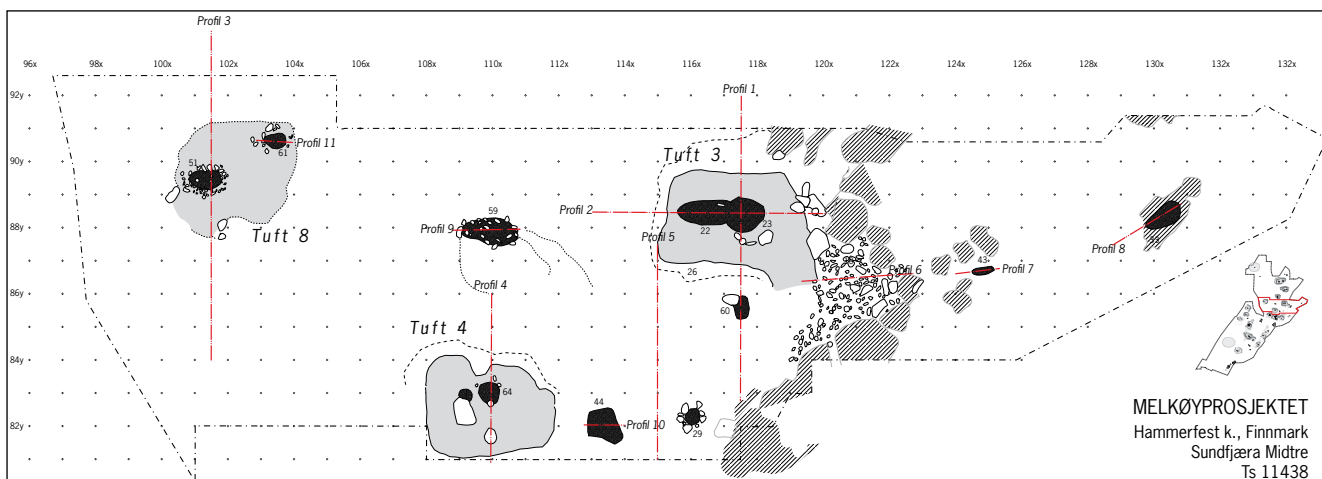 Profil 3
96x 98x 100x 102x 104x 106x 108x 110x 112x 114x 116x 118x 120x 122x 124x 126x 128x 130x 132x 132x
92y
Profil 1
51
61
Profil 11
90y
Tuft 3
59
Profil 2
88y
Tuft 8
Profil 9
22
23
Profil 5
33
Profil 8
26
Profil 6
43
Profil 7
Profil 4
86y
60
Tuft 4
84y
64
44
82y
Profil 10
29
MELKØYPROSJEKTET
Hammerfest k., Finnmark
Sundfjæra Midtre
Ts 11438